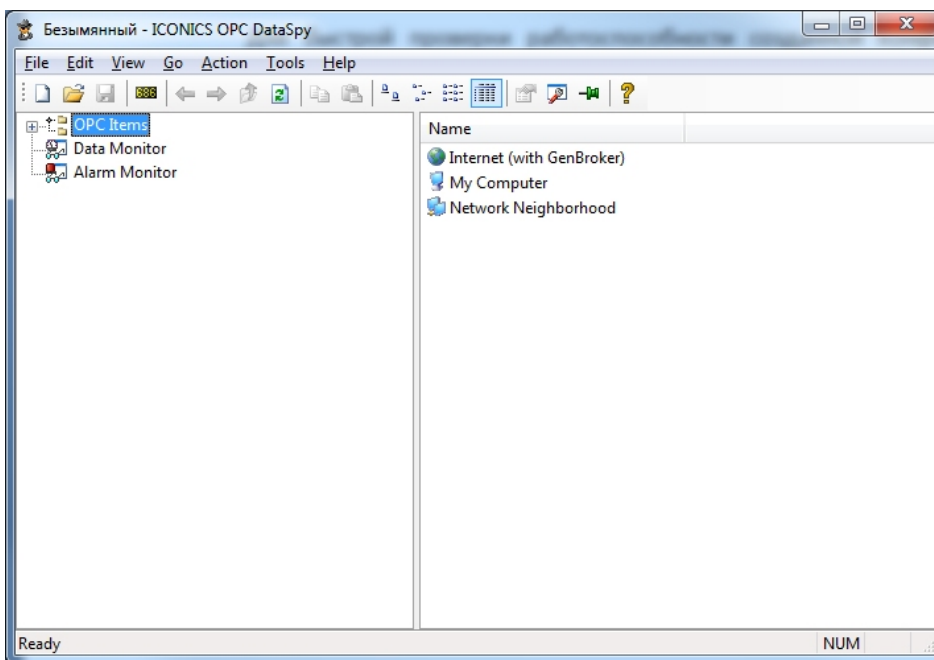 Безымянный - ICONICS OPC DataSpy
File Edit View Go Action Tools Help
OPC Items
Data Monitor
Alarm Monitor
Name
Internet (with GenBroker)
My Computer
Network Neighborhood
Ready
NUM